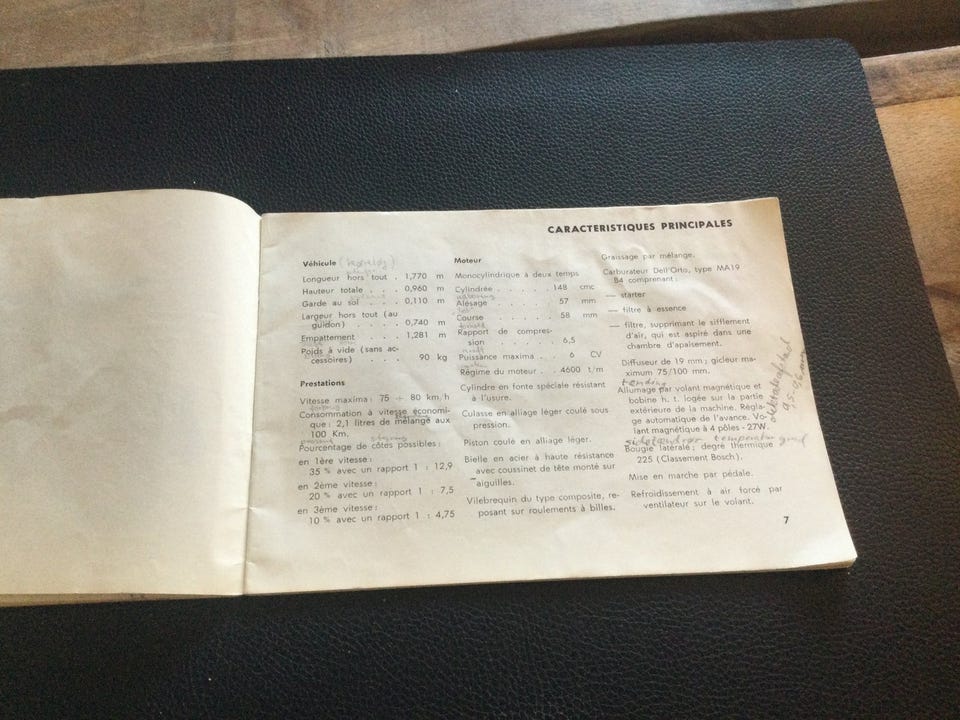 CARACTERISTIQUES PRINCIPALES
Véhicule
Longueur hors tout . 1,770 m
Hauteur totale . . . 0,960 m
Garde au sol . . . . 0,110 m
Largeur hors tout (au
guidon) . . . . . 0,740 m
Empattement . . . . 1,281 m
Poids à vide (sans ac-
cessoires) . . . . 90 kg
Prestations
Vitesse maxima: 75 ÷ 80 km/h
Consommation à vitesse économi-
que: 2,1 litres de mélange aux
100 Km.
Pourcentage de côtes possibles:
en 1ère vitesse:
35 % avec un rapport 1 : 12,9
en 2ème vitesse:
20 % avec un rapport 1 : 7,5
en 3ème vitesse:
10 % avec un rapport 1 : 4,75
Moteur
Monocylindrique à deux temps
Cylindrée . . . . . 148 cmc
Alésage . . . . . . 57 mm
Course . . . . . . 58 mm
Rapport de compres-
sion . . . . . . . 6,5
Puissance maxima . . 6 CV
Régime du moteur . . 4600 t/m
Cylindre en fonte spéciale résistant
à l'usure.
Culasse en alliage léger coulé sous
pression.
Piston coulé en alliage léger.
Bielle en acier à haute résistance
avec coussinet de tête monté sur
aiguilles.
Vilebrequin du type composite, re-
posant sur roulements à billes.
Graissage par mélange.
Carburateur Dell'Orto, type MA19
B4 comprenant:
— starter
— filtre à essence
— filtre, supprimant le sifflement
d'air, qui est aspiré dans une
chambre d'apaisement.
Diffuseur de 19 mm; gicleur ma-
ximum 75/100 mm.
tending
Allumage par volant magnétique et
bobine h. t. logée sur la partie
extérieure de la machine. Régla-
ge automatique de l'avance. Vo-
lant magnétique à 4 pôles - 27W.
Bougie latérale; degré thermique
225 (Classement Bosch).
Mise en marche par pédale.
Refroidissement à air forcé par
ventilateur sur le volant.
7